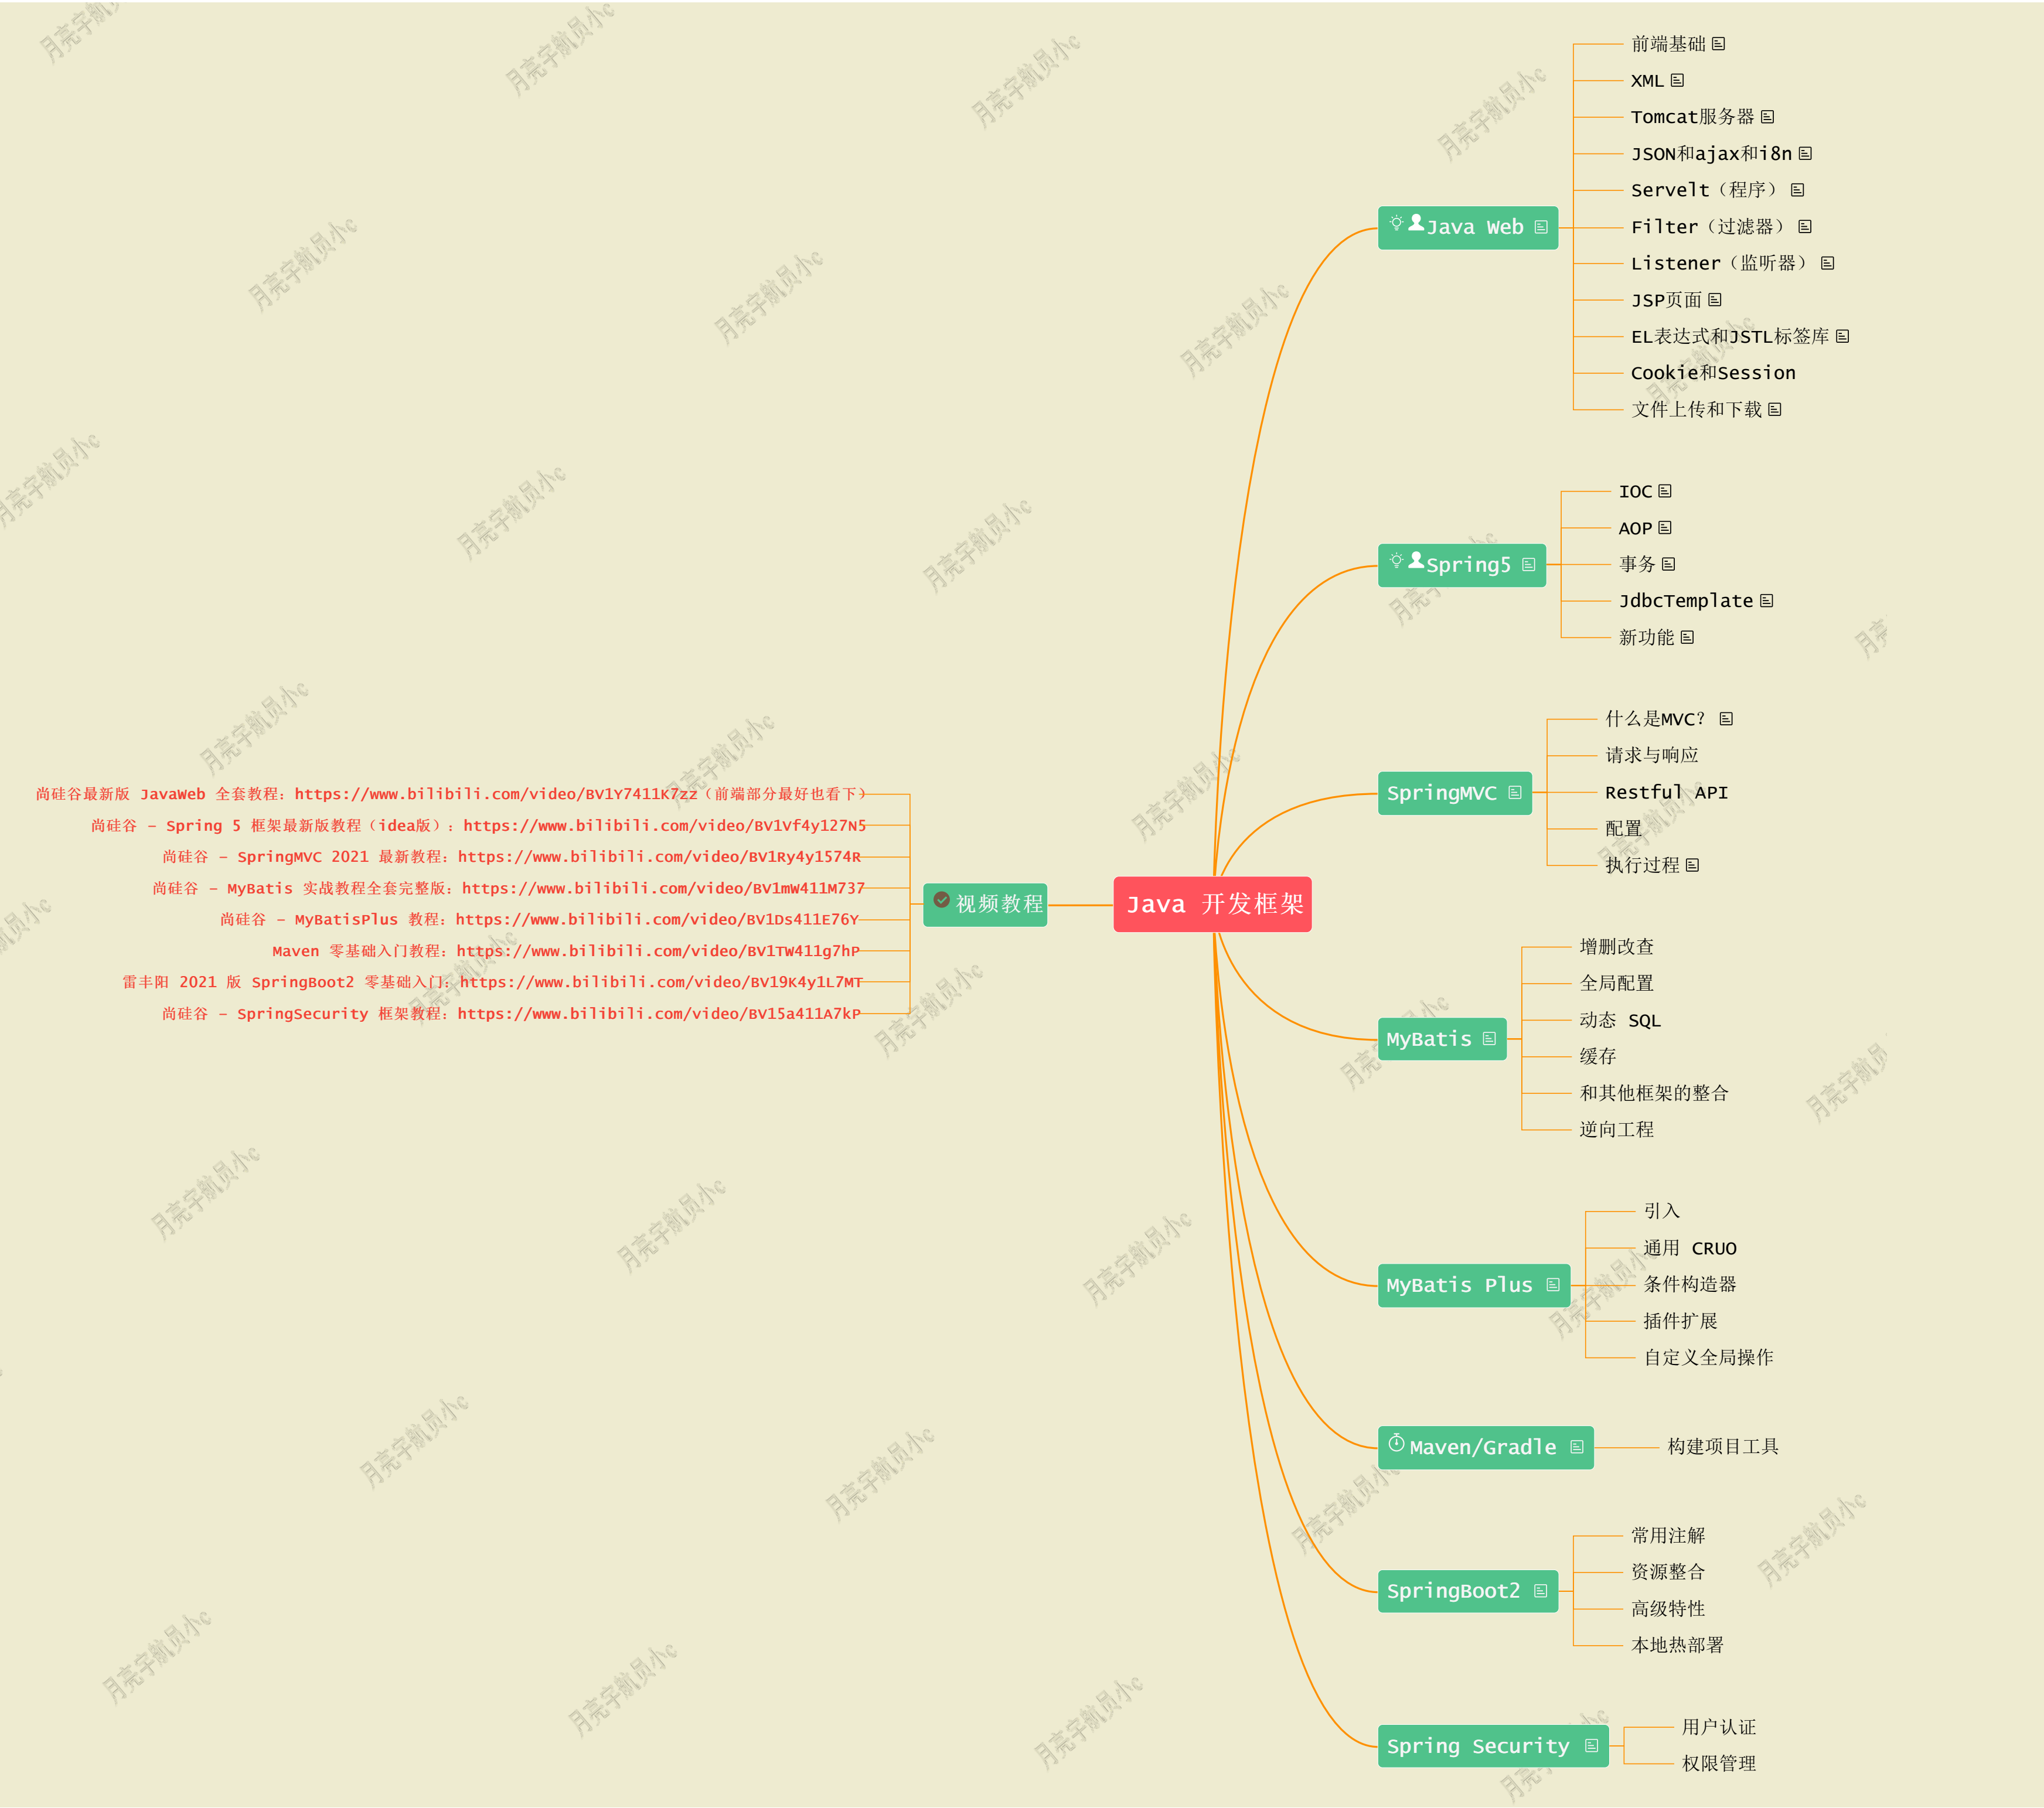 Java 开发框架
Java Web
前端基础
XML
Tomcat服务器
JSON和ajax和i8n
Servelt（程序）
Filter（过滤器）
Listener（监听器）
JSP页面
EL表达式和JSTL标签库
Cookie和Session
文件上传和下载
Spring5
IOC
AOP
事务
JdbcTemplate
新功能
SpringMVC
什么是MVC？
请求与响应
Restful API
配置
执行过程
MyBatis
增删改查
全局配置
动态 SQL
缓存
和其他框架的整合
逆向工程
MyBatis Plus
引入
通用 CRUO
条件构造器
插件扩展
自定义全局操作
Maven/Gradle
构建项目工具
SpringBoot2
常用注解
资源整合
高级特性
本地热部署
Spring Security
用户认证
权限管理
视频教程
尚硅谷最新版 JavaWeb 全套教程：https://www.bilibili.com/video/BV1Y7411K7zz（前端部分最好也看下）
尚硅谷 - Spring 5 框架最新版教程（idea版）：https://www.bilibili.com/video/BV1Vf4y127N5
尚硅谷 - SpringMVC 2021 最新教程：https://www.bilibili.com/video/BV1Ry4y1574R
尚硅谷 - MyBatis 实战教程全套完整版：https://www.bilibili.com/video/BV1mW411M737
尚硅谷 - MyBatisPlus 教程：https://www.bilibili.com/video/BV1Ds411E76Y
Maven 零基础入门教程：https://www.bilibili.com/video/BV1TW411g7hP
雷丰阳 2021 版 SpringBoot2 零基础入门：https://www.bilibili.com/video/BV19K4y1L7MT
尚硅谷 - SpringSecurity 框架教程：https://www.bilibili.com/video/BV15a411A7kP
月亮宇航员小c